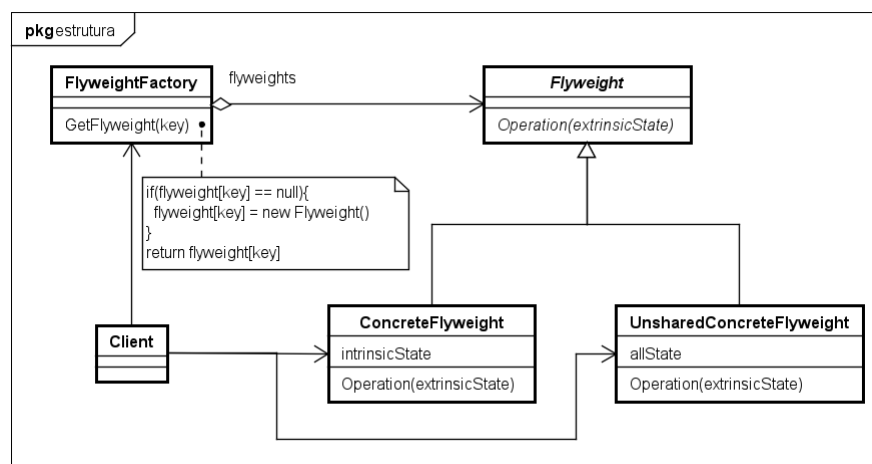 pkg estrutura
FlyweightFactory
GetFlyweight(key)
flyweights
Flyweight
Operation(extrinsicState)
if(flyweight[key] == null){
flyweight[key] = new Flyweight()
}
return flyweight[key]
Client
ConcreteFlyweight
intrinsicState
Operation(extrinsicState)
UnsharedConcreteFlyweight
allState
Operation(extrinsicState)